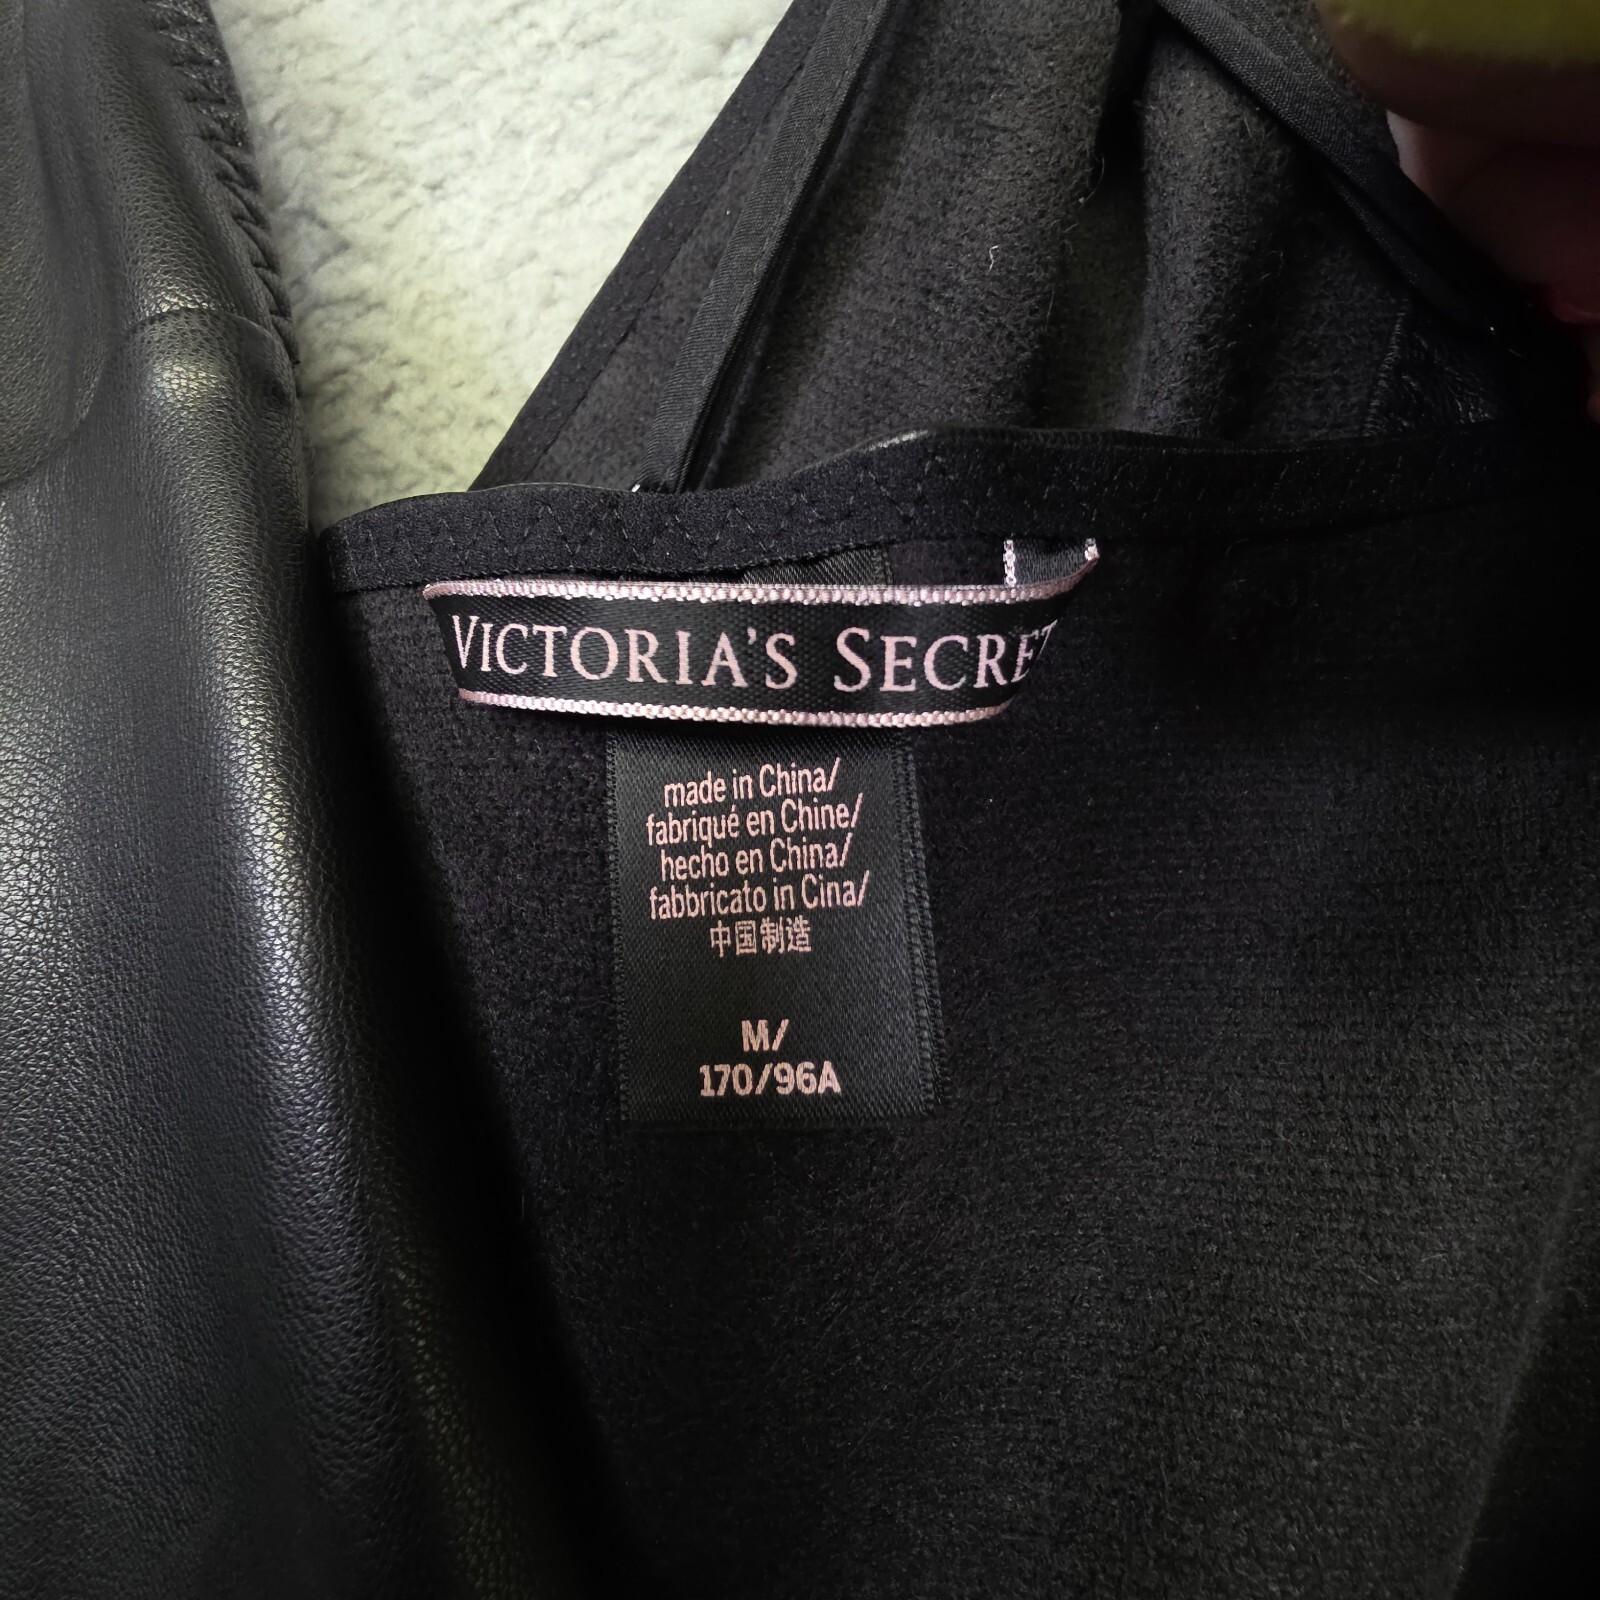 VICTORIA'S SECRET
made in China/
fabriqué en Chine/
hecho en China/
fabbricato in Cina/
中国制造
M/
170/96A